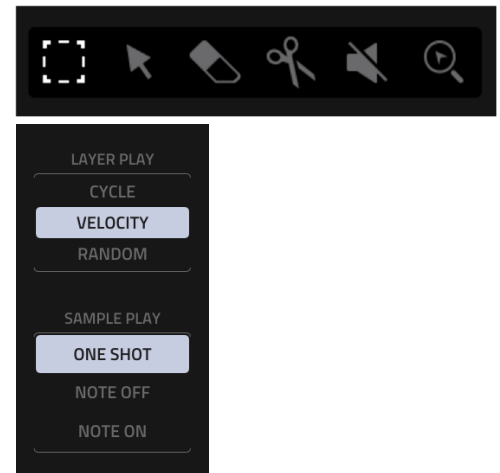 LAYER PLAY
CYCLE
VELOCITY
RANDOM
SAMPLE PLAY
ONE SHOT
NOTE OFF
NOTE ON